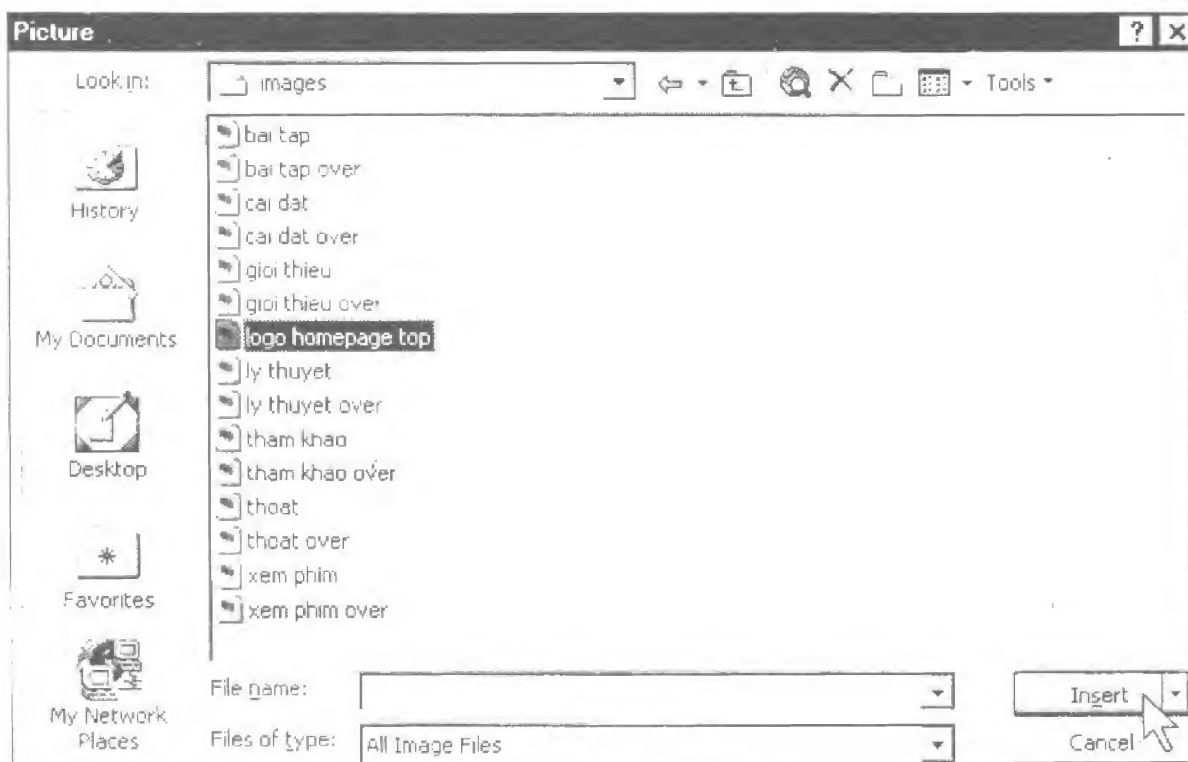 Picture
Look in: images Tools
History
My Documents
Desktop
Favorites
My Network
Places
bai tap
bai tap over
cai dat
cai dat over
gioi thieu
gioi thieu over
logo homepage top
ly thuyet
ly thuyet over
tham khao
tham khao over
thoat
thoat over
xem phim
xem phim over
File name: Insert
Files of type: All Image Files Cancel